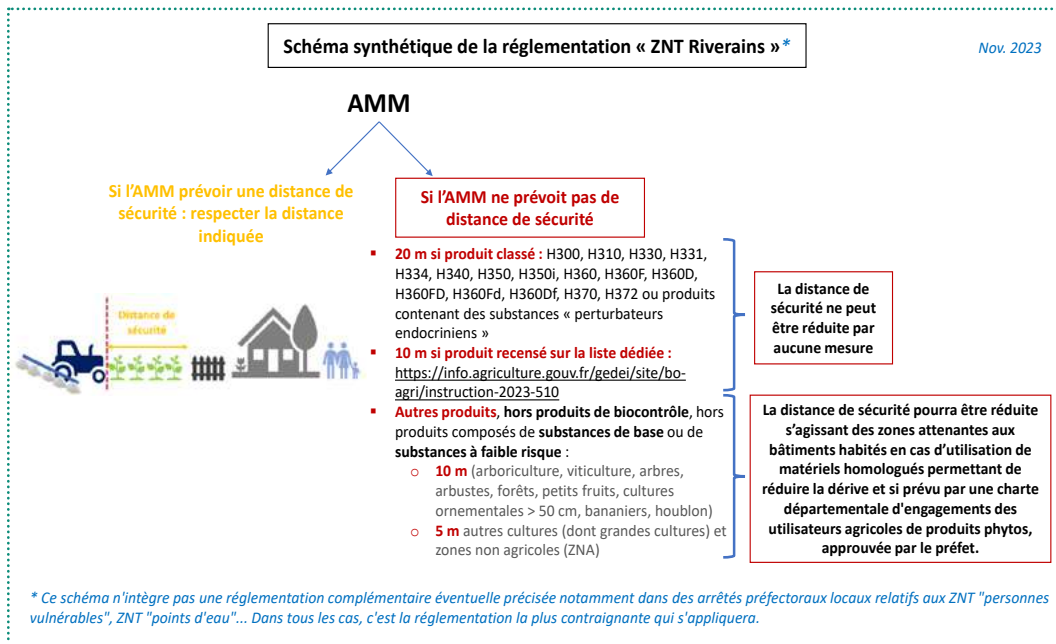 Schéma synthétique de la réglementation « ZNT Riverains »*
Nov. 2023
AMM
Si l'AMM prévoir une distance de
sécurité : respecter la distance
indiquée
Distance de
sécurité
Si l'AMM ne prévoit pas de
distance de sécurité
▪ 20 m si produit classé : H300, H310, H330, H331,
H334, H340, H350, H350i, H360, H360F, H360D,
H360FD, H360Fd, H360Df, H370, H372 ou produits
contenant des substances « perturbateurs
endocriniens »
▪ 10 m si produit recensé sur la liste dédiée :
https://info.agriculture.gouv.fr/gedei/site/bo-
agri/instruction-2023-510
▪ Autres produits, hors produits de biocontrôle, hors
produits composés de substances de base ou de
substances à faible risque :
o 10 m (arboriculture, viticulture, arbres,
arbustes, forêts, petits fruits, cultures
ornementales > 50 cm, bananiers, houblon)
o 5 m autres cultures (dont grandes cultures) et
zones non agricoles (ZNA)
La distance de
sécurité ne peut
être réduite par
aucune mesure
La distance de sécurité pourra être réduite
s'agissant des zones attenantes aux
bâtiments habités en cas d'utilisation de
matériels homologués permettant de
réduire la dérive et si prévu par une charte
départementale d'engagements des
utilisateurs agricoles de produits phytos,
approuvée par le préfet.
* Ce schéma n'intègre pas une réglementation complémentaire éventuelle précisée notamment dans des arrêtés préfectoraux locaux relatifs aux ZNT "personnes
vulnérables", ZNT "points d'eau"... Dans tous les cas, c'est la réglementation la plus contraignante qui s'appliquera.